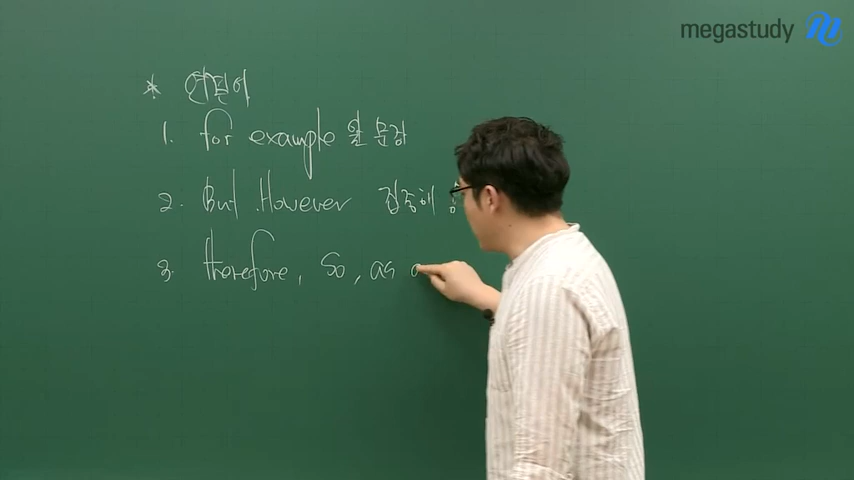 megastudy
* 연결어
1. for example 앞 문장
2. But. However 집중해
3. therefore, so, as a